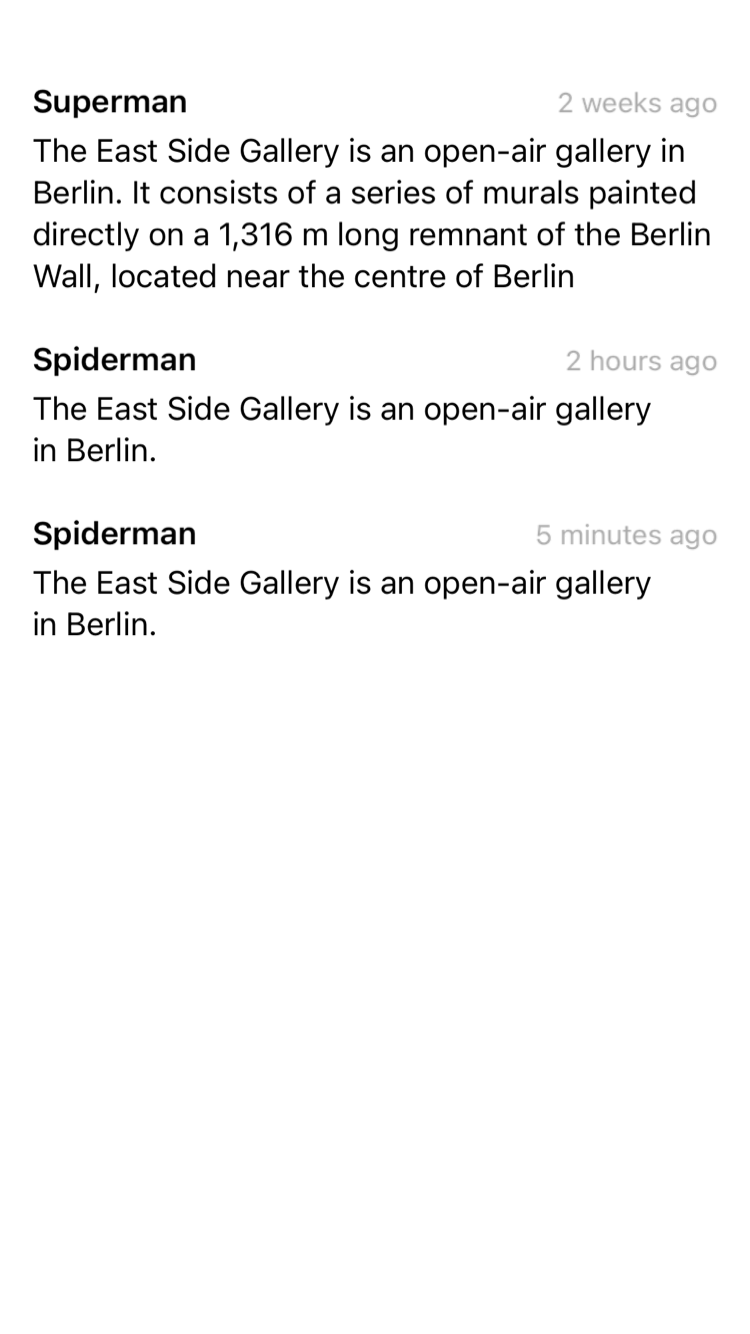 Superman 2 weeks ago
The East Side Gallery is an open-air gallery in
Berlin. It consists of a series of murals painted
directly on a 1,316 m long remnant of the Berlin
Wall, located near the centre of Berlin
Spiderman 2 hours ago
The East Side Gallery is an open-air gallery
in Berlin.
Spiderman 5 minutes ago
The East Side Gallery is an open-air gallery
in Berlin.